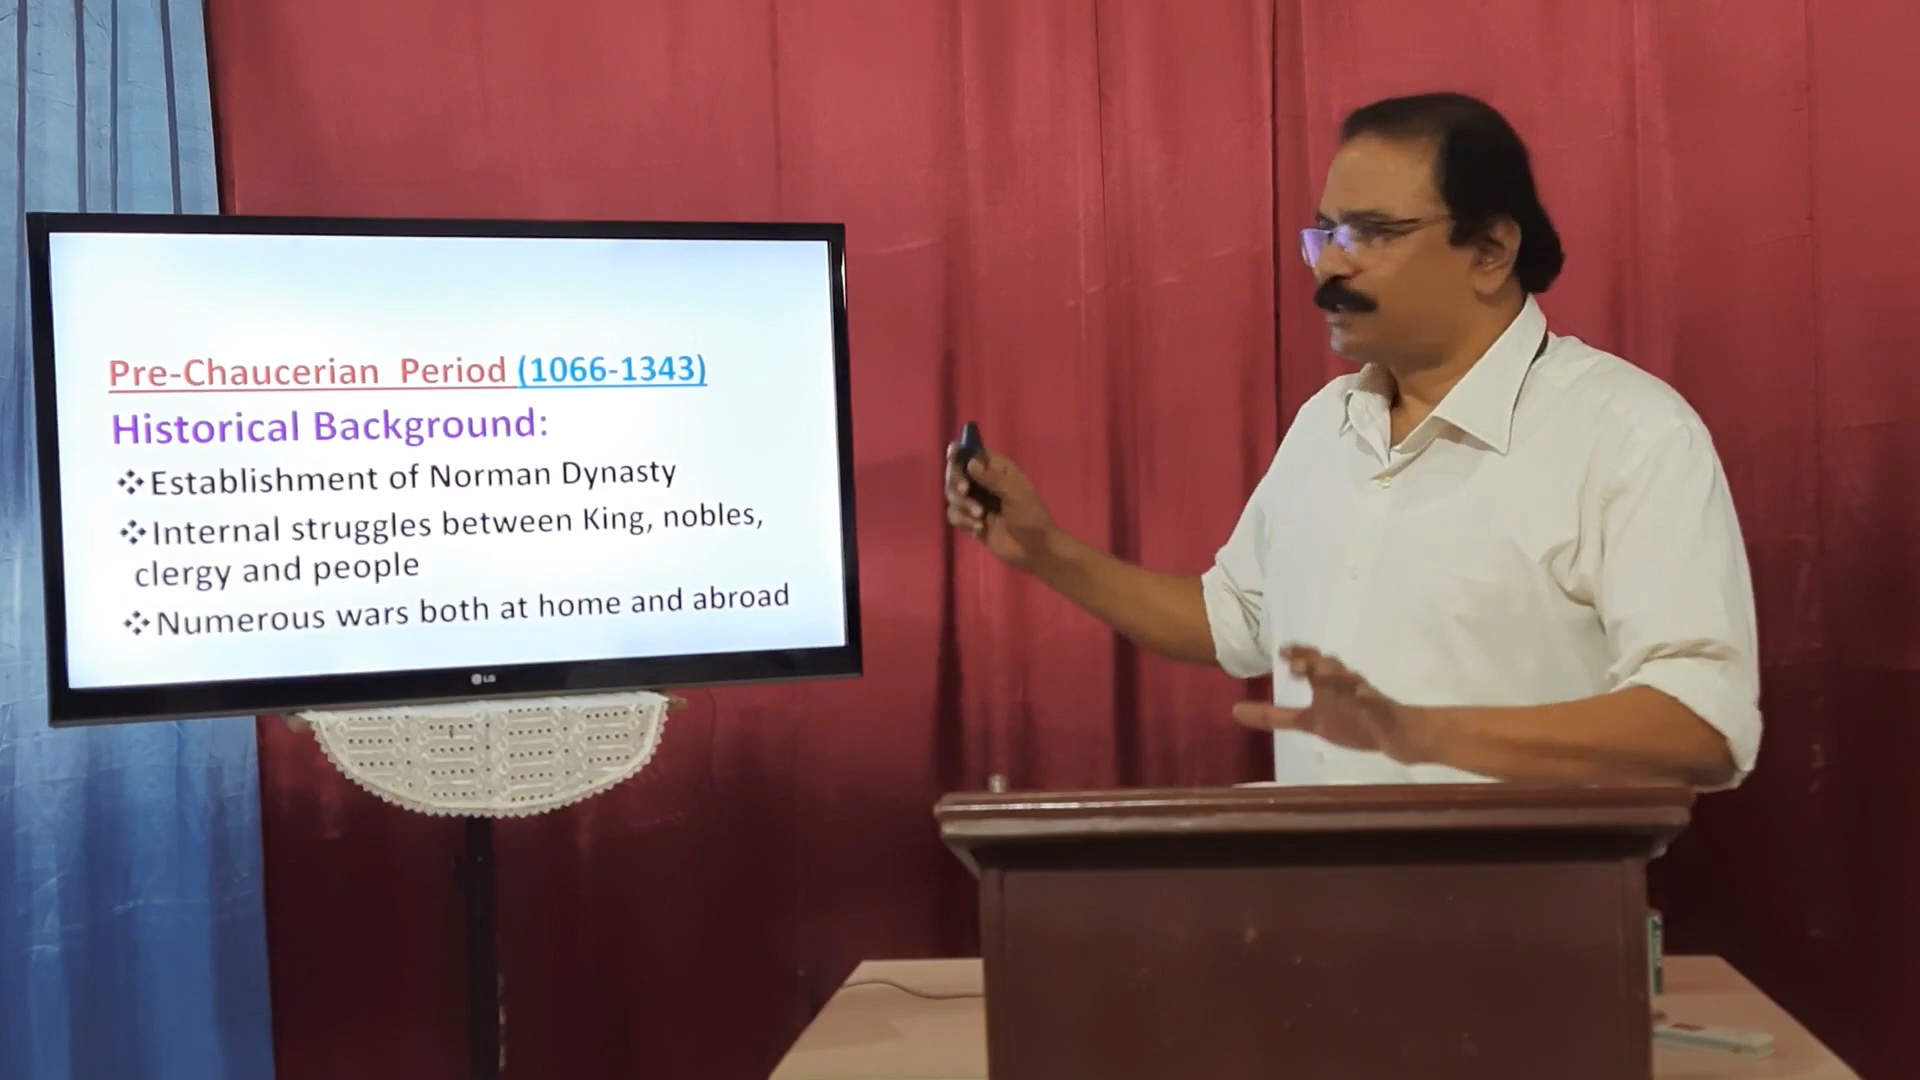 Pre-Chaucerian Period (1066-1343)
Historical Background:
❖Establishment of Norman Dynasty
❖Internal struggles between King, nobles,
clergy and people
❖Numerous wars both at home and abroad
LG